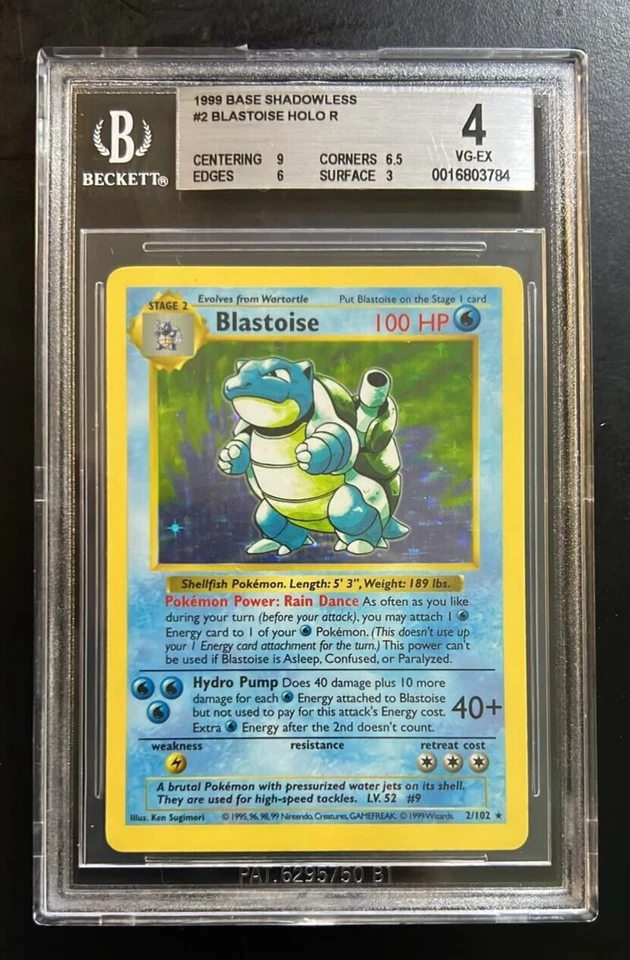 1999 BASE SHADOWLESS
#2 BLASTOISE HOLO R
4
VG-EX
CENTERING 9 CORNERS 6.5
EDGES 6 SURFACE 3
0016803784
B
BECKETT®
STAGE 2
Evolves from Wartortle
Put Blastoise on the Stage 1 card
Blastoise
100 HP
Shellfish Pokémon. Length: 5' 3", Weight: 189 lbs.
Pokémon Power: Rain Dance As often as you like
during your turn (before your attack), you may attach 1
Energy card to 1 of your Pokémon. (This doesn't use up
your 1 Energy card attachment for the turn.) This power can't
be used if Blastoise is Asleep, Confused, or Paralyzed.
Hydro Pump Does 40 damage plus 10 more
damage for each Energy attached to Blastoise
but not used to pay for this attack's Energy cost.
Extra Energy after the 2nd doesn't count.
40+
weakness
resistance
retreat cost
A brutal Pokémon with pressurized water jets on its shell.
They are used for high-speed tackles. LV. 52 #9
Illus. Ken Sugimori
© 1995, 96, 98, 99 Nintendo, Creatures, GAMEFREAK. © 1999 Wizards.
2/102 ★
PAT.6295750 B1